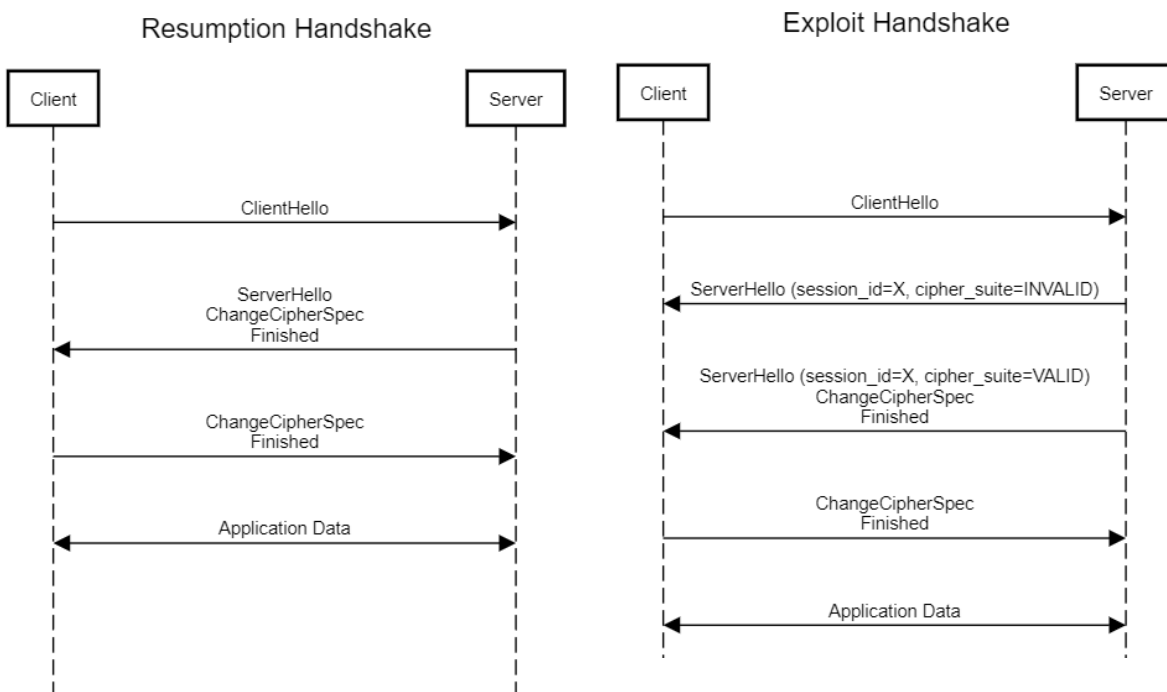 Resumption Handshake
Client
Server
ClientHello
ServerHello
ChangeCipherSpec
Finished
ChangeCipherSpec
Finished
Application Data
Exploit Handshake
Client
Server
ClientHello
ServerHello (session_id=X, cipher_suite=INVALID)
ServerHello (session_id=X, cipher_suite=VALID)
ChangeCipherSpec
Finished
ChangeCipherSpec
Finished
Application Data